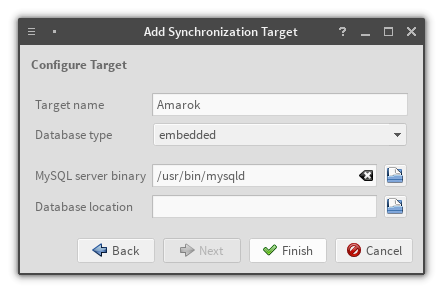 Add Synchronization Target
Configure Target
Target name Amarok
Database type embedded
MySQL server binary /usr/bin/mysqld
Database location
Back Next Finish Cancel